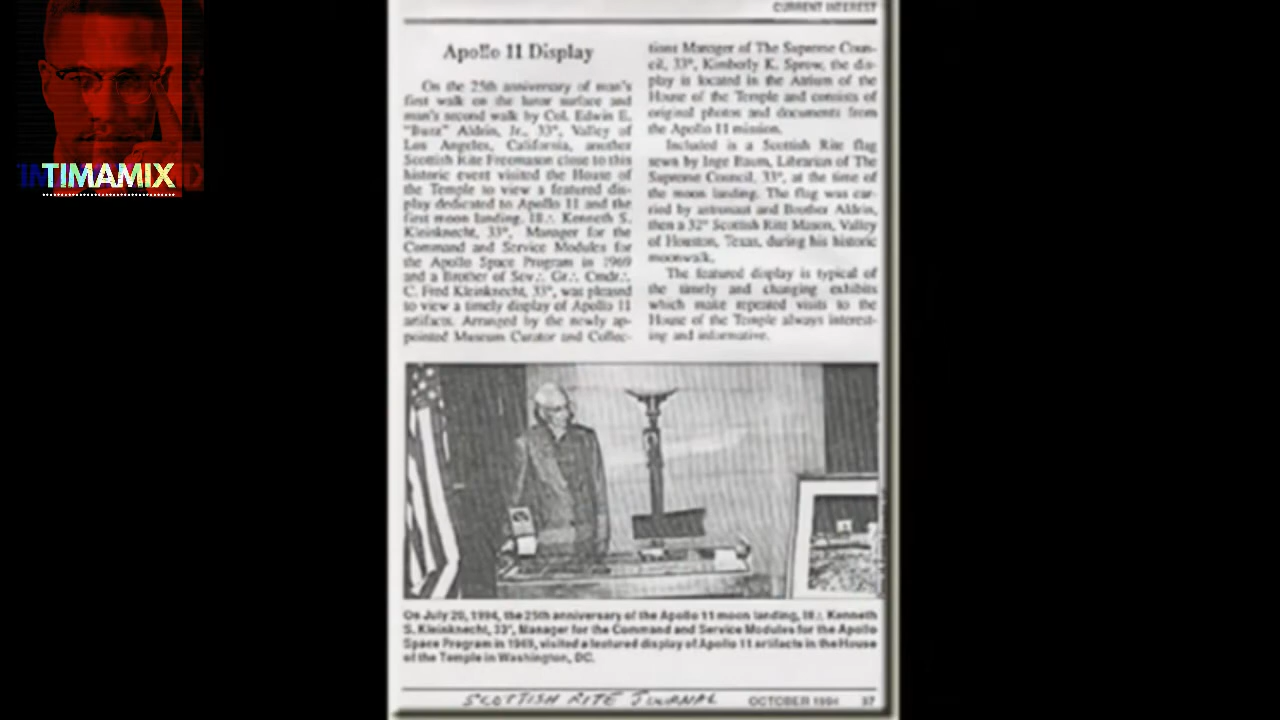 TIMAMIX
CURRENT INTEREST
Apollo 11 Display
On the 25th anniversary of man's
first walk on the lunar surface and
man's second walk by Col. Edwin E.
"Buzz" Aldrin, Jr., 33°, Valley of
Los Angeles, California, another
Scottish Rite Freemason close to this
historic event visited the House of
the Temple to view a featured dis-
play dedicated to Apollo 11 and the
first moon landing. Ill∴ Kenneth S.
Kleinknecht, 33°, Manager for the
Command and Service Modules for
the Apollo Space Program in 1969
and a Brother of Sov∴ Gr∴ Cmdr∴
C. Fred Kleinknecht, 33°, was pleased
to view a timely display of Apollo 11
artifacts. Arranged by the newly ap-
pointed Museum Curator and Collec-
tions Manager of The Supreme Coun-
cil, 33°, Kimberly K. Sprow, the dis-
play is located in the Atrium of the
House of the Temple and consists of
original photos and documents from
the Apollo 11 mission.
Included is a Scottish Rite flag
sewn by Inge Baum, Librarian of The
Supreme Council, 33°, at the time of
the moon landing. The flag was car-
ried by astronaut and Brother Aldrin,
then a 32° Scottish Rite Mason, Valley
of Houston, Texas, during his historic
moonwalk.
The featured display is typical of
the timely and changing exhibits
which make repeated visits to the
House of the Temple always interest-
ing and informative.
On July 20, 1994, the 25th anniversary of the Apollo 11 moon landing, Ill∴ Kenneth
S. Kleinknecht, 33°, Manager for the Command and Service Modules for the Apollo
Space Program in 1969, visited a featured display of Apollo 11 artifacts in the House
of the Temple in Washington, DC.
SCOTTISH RITE JOURNAL OCTOBER 1994 37